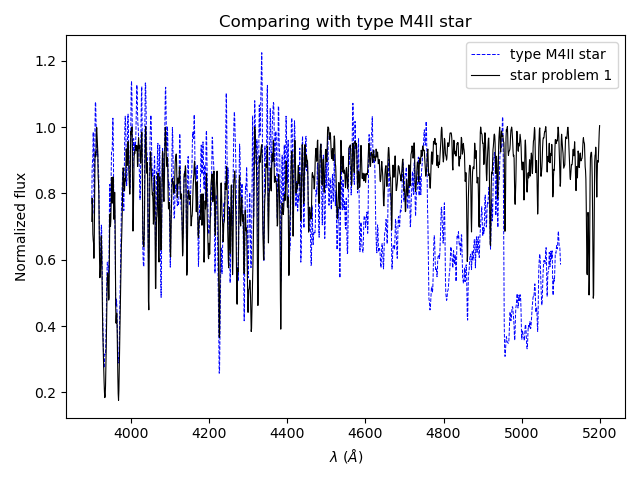 Comparing with type M4II star
type M4II star
star problem 1
Normalized flux
1.2
1.0
0.8
0.6
0.4
0.2
4000 4200 4400 4600 4800 5000 5200
λ (Å)